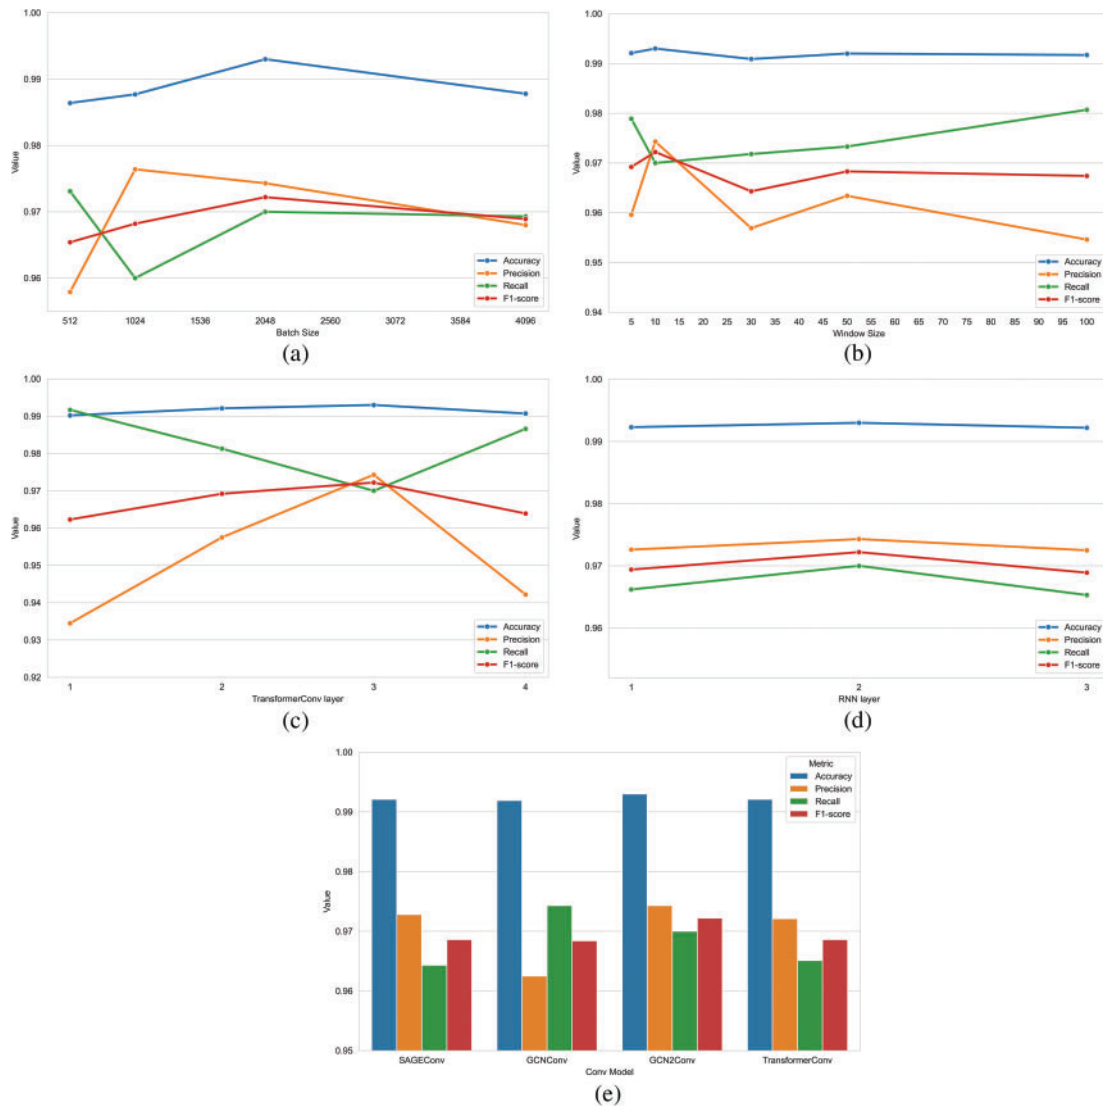 1.00
0.99
0.98
0.97
0.96
Value
Accuracy
Precision
Recall
F1-score
512 1024 1536 2048 2560 3072 3584 4096
Batch Size
(a)
1.00
0.99
0.98
0.97
0.96
0.95
0.94
Value
Accuracy
Precision
Recall
F1-score
5 10 15 20 25 30 35 40 45 50 55 60 65 70 75 80 85 90 95 100
Window Size
(b)
1.00
0.99
0.98
0.97
0.96
0.95
0.94
0.93
0.92
Value
Accuracy
Precision
Recall
F1-score
1 2 3 4
TransformerConv layer
(c)
1.00
0.99
0.98
0.97
0.96
Value
Accuracy
Precision
Recall
F1-score
1 2 3
RNN layer
(d)
1.00
0.99
0.98
0.97
0.96
0.95
Value
Metric
Accuracy
Precision
Recall
F1-score
SAGEConv GCNConv GCN2Conv TransformerConv
Conv Model
(e)